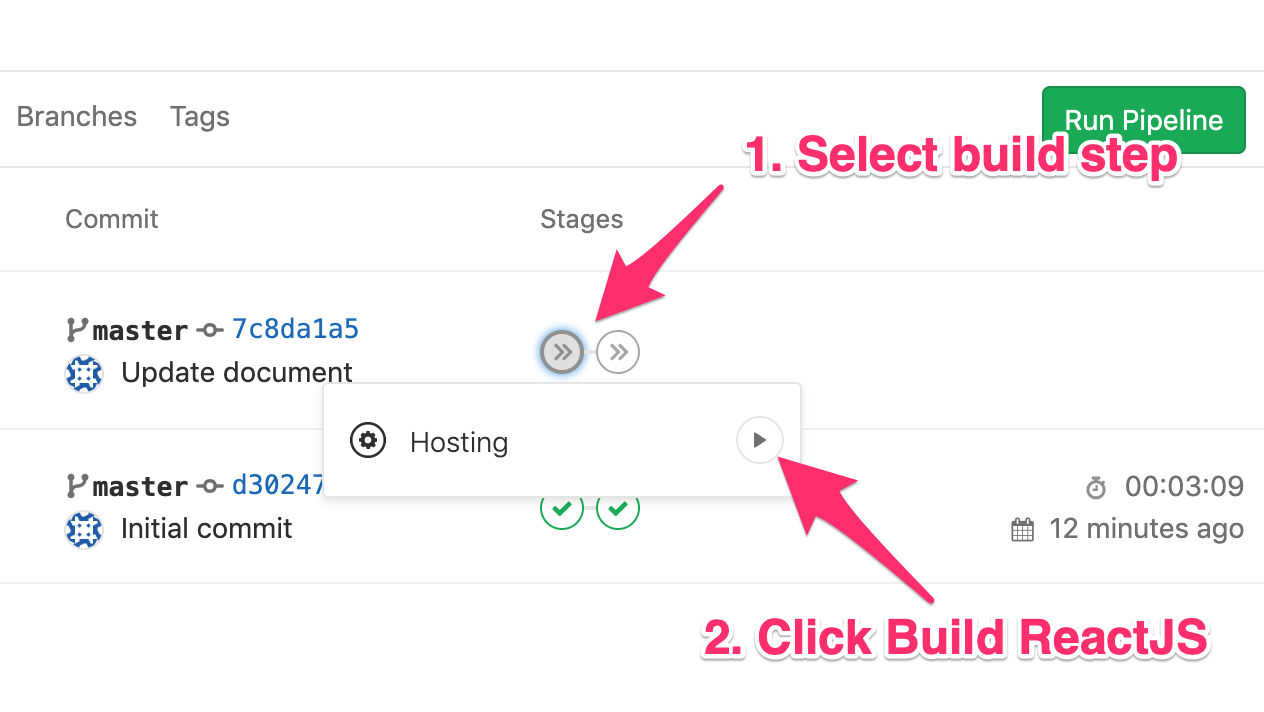 Branches Tags
Run Pipeline
1. Select build step
Commit Stages
master 7c8da1a5
Update document
Hosting
master d30247
Initial commit
00:03:09
12 minutes ago
2. Click Build ReactJS